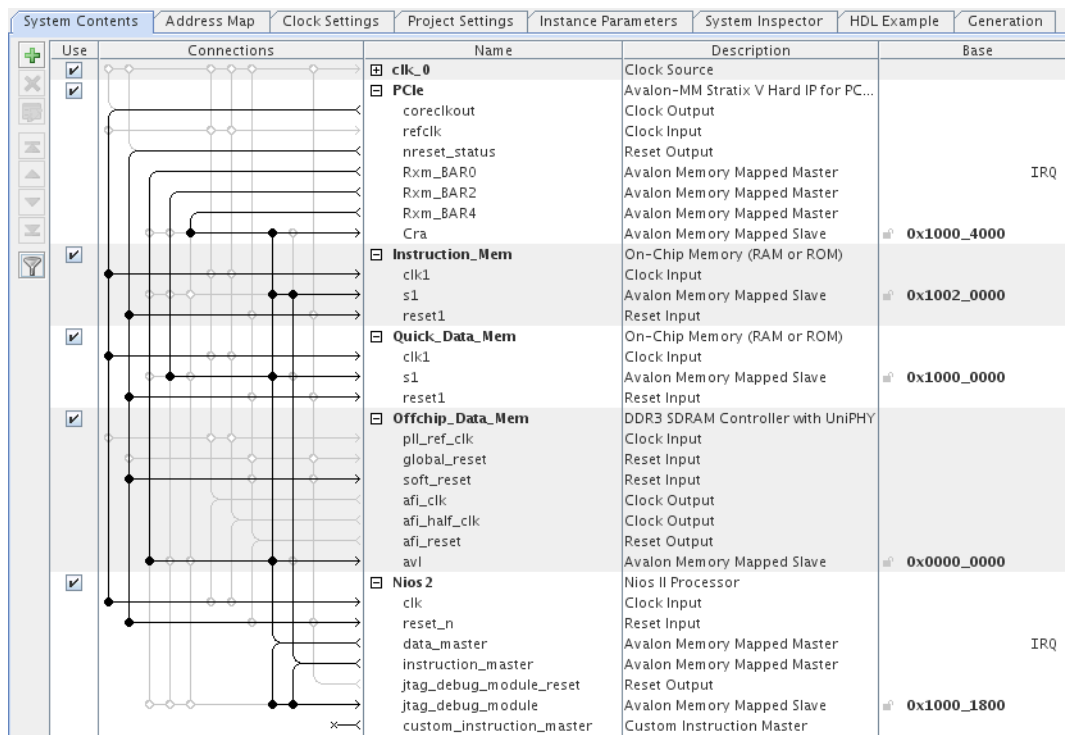 System Contents Address Map Clock Settings Project Settings Instance Parameters System Inspector HDL Example Generation
Use Connections Name Description Base
clk_0 Clock Source
PCIe Avalon-MM Stratix V Hard IP for PC...
coreclkout Clock Output
refclk Clock Input
nreset_status Reset Output
Rxm_BAR0 Avalon Memory Mapped Master IRQ
Rxm_BAR2 Avalon Memory Mapped Master
Rxm_BAR4 Avalon Memory Mapped Master
Cra Avalon Memory Mapped Slave 0x1000_4000
Instruction_Mem On-Chip Memory (RAM or ROM)
clk1 Clock Input
s1 Avalon Memory Mapped Slave 0x1002_0000
reset1 Reset Input
Quick_Data_Mem On-Chip Memory (RAM or ROM)
clk1 Clock Input
s1 Avalon Memory Mapped Slave 0x1000_0000
reset1 Reset Input
Offchip_Data_Mem DDR3 SDRAM Controller with UniPHY
pll_ref_clk Clock Input
global_reset Reset Input
soft_reset Reset Input
afi_clk Clock Output
afi_half_clk Clock Output
afi_reset Reset Output
avl Avalon Memory Mapped Slave 0x0000_0000
Nios2 Nios II Processor
clk Clock Input
reset_n Reset Input
data_master Avalon Memory Mapped Master IRQ
instruction_master Avalon Memory Mapped Master
jtag_debug_module_reset Reset Output
jtag_debug_module Avalon Memory Mapped Slave 0x1000_1800
custom_instruction_master Custom Instruction Master